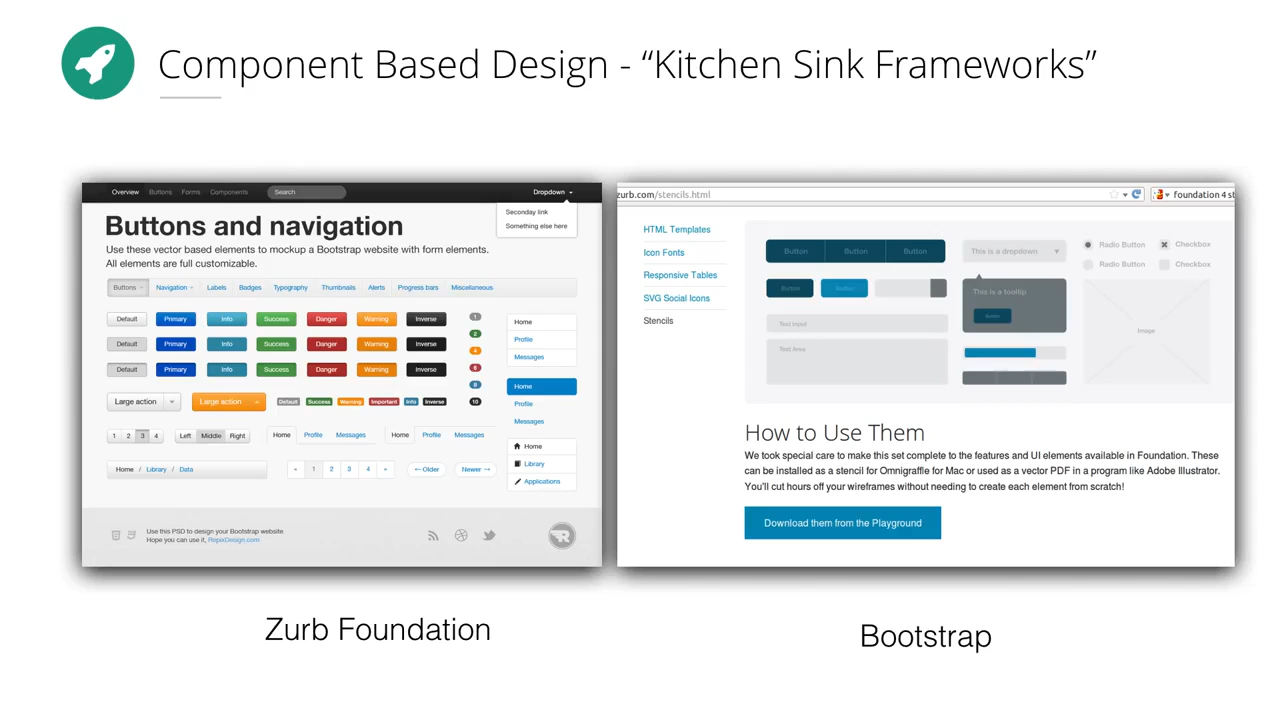 Component Based Design - “Kitchen Sink Frameworks”
Overview Buttons Forms Components Search Dropdown
Seconday link
Something else here
Buttons and navigation
Use these vector based elements to mockup a Bootstrap website with form elements.
All elements are full customizable.
Buttons Navigation Labels Badges Typography Thumbnails Alerts Progress bars Miscellaneous
Default Primary Info Success Danger Warning Inverse
Default Primary Info Success Danger Warning Inverse
Default Primary Info Success Danger Warning Inverse
1
2
4
6
8
10
Home
Profile
Messages
Home
Profile
Messages
Home
Library
Applications
Large action Large action Default Success Warning Important Info Inverse
1 2 3 4 Left Middle Right Home Profile Messages Home Profile Messages
Home / Library / Data « 1 2 3 4 » ← Older Newer →
Use this PSD to design your Bootstrap website.
Hope you can use it, RepixDesign.com
zurb.com/stencils.html foundation 4 st
HTML Templates
Icon Fonts
Responsive Tables
SVG Social Icons
Stencils
Button Button Button
Button Button
Text Input
Text Area
This is a dropdown
This is a tooltip
Button
Radio Button Checkbox
Radio Button Checkbox
Image
How to Use Them
We took special care to make this set complete to the features and UI elements available in Foundation. These
can be installed as a stencil for Omnigraffle for Mac or used as a vector PDF in a program like Adobe Illustrator.
You'll cut hours off your wireframes without needing to create each element from scratch!
Download them from the Playground
Zurb Foundation
Bootstrap